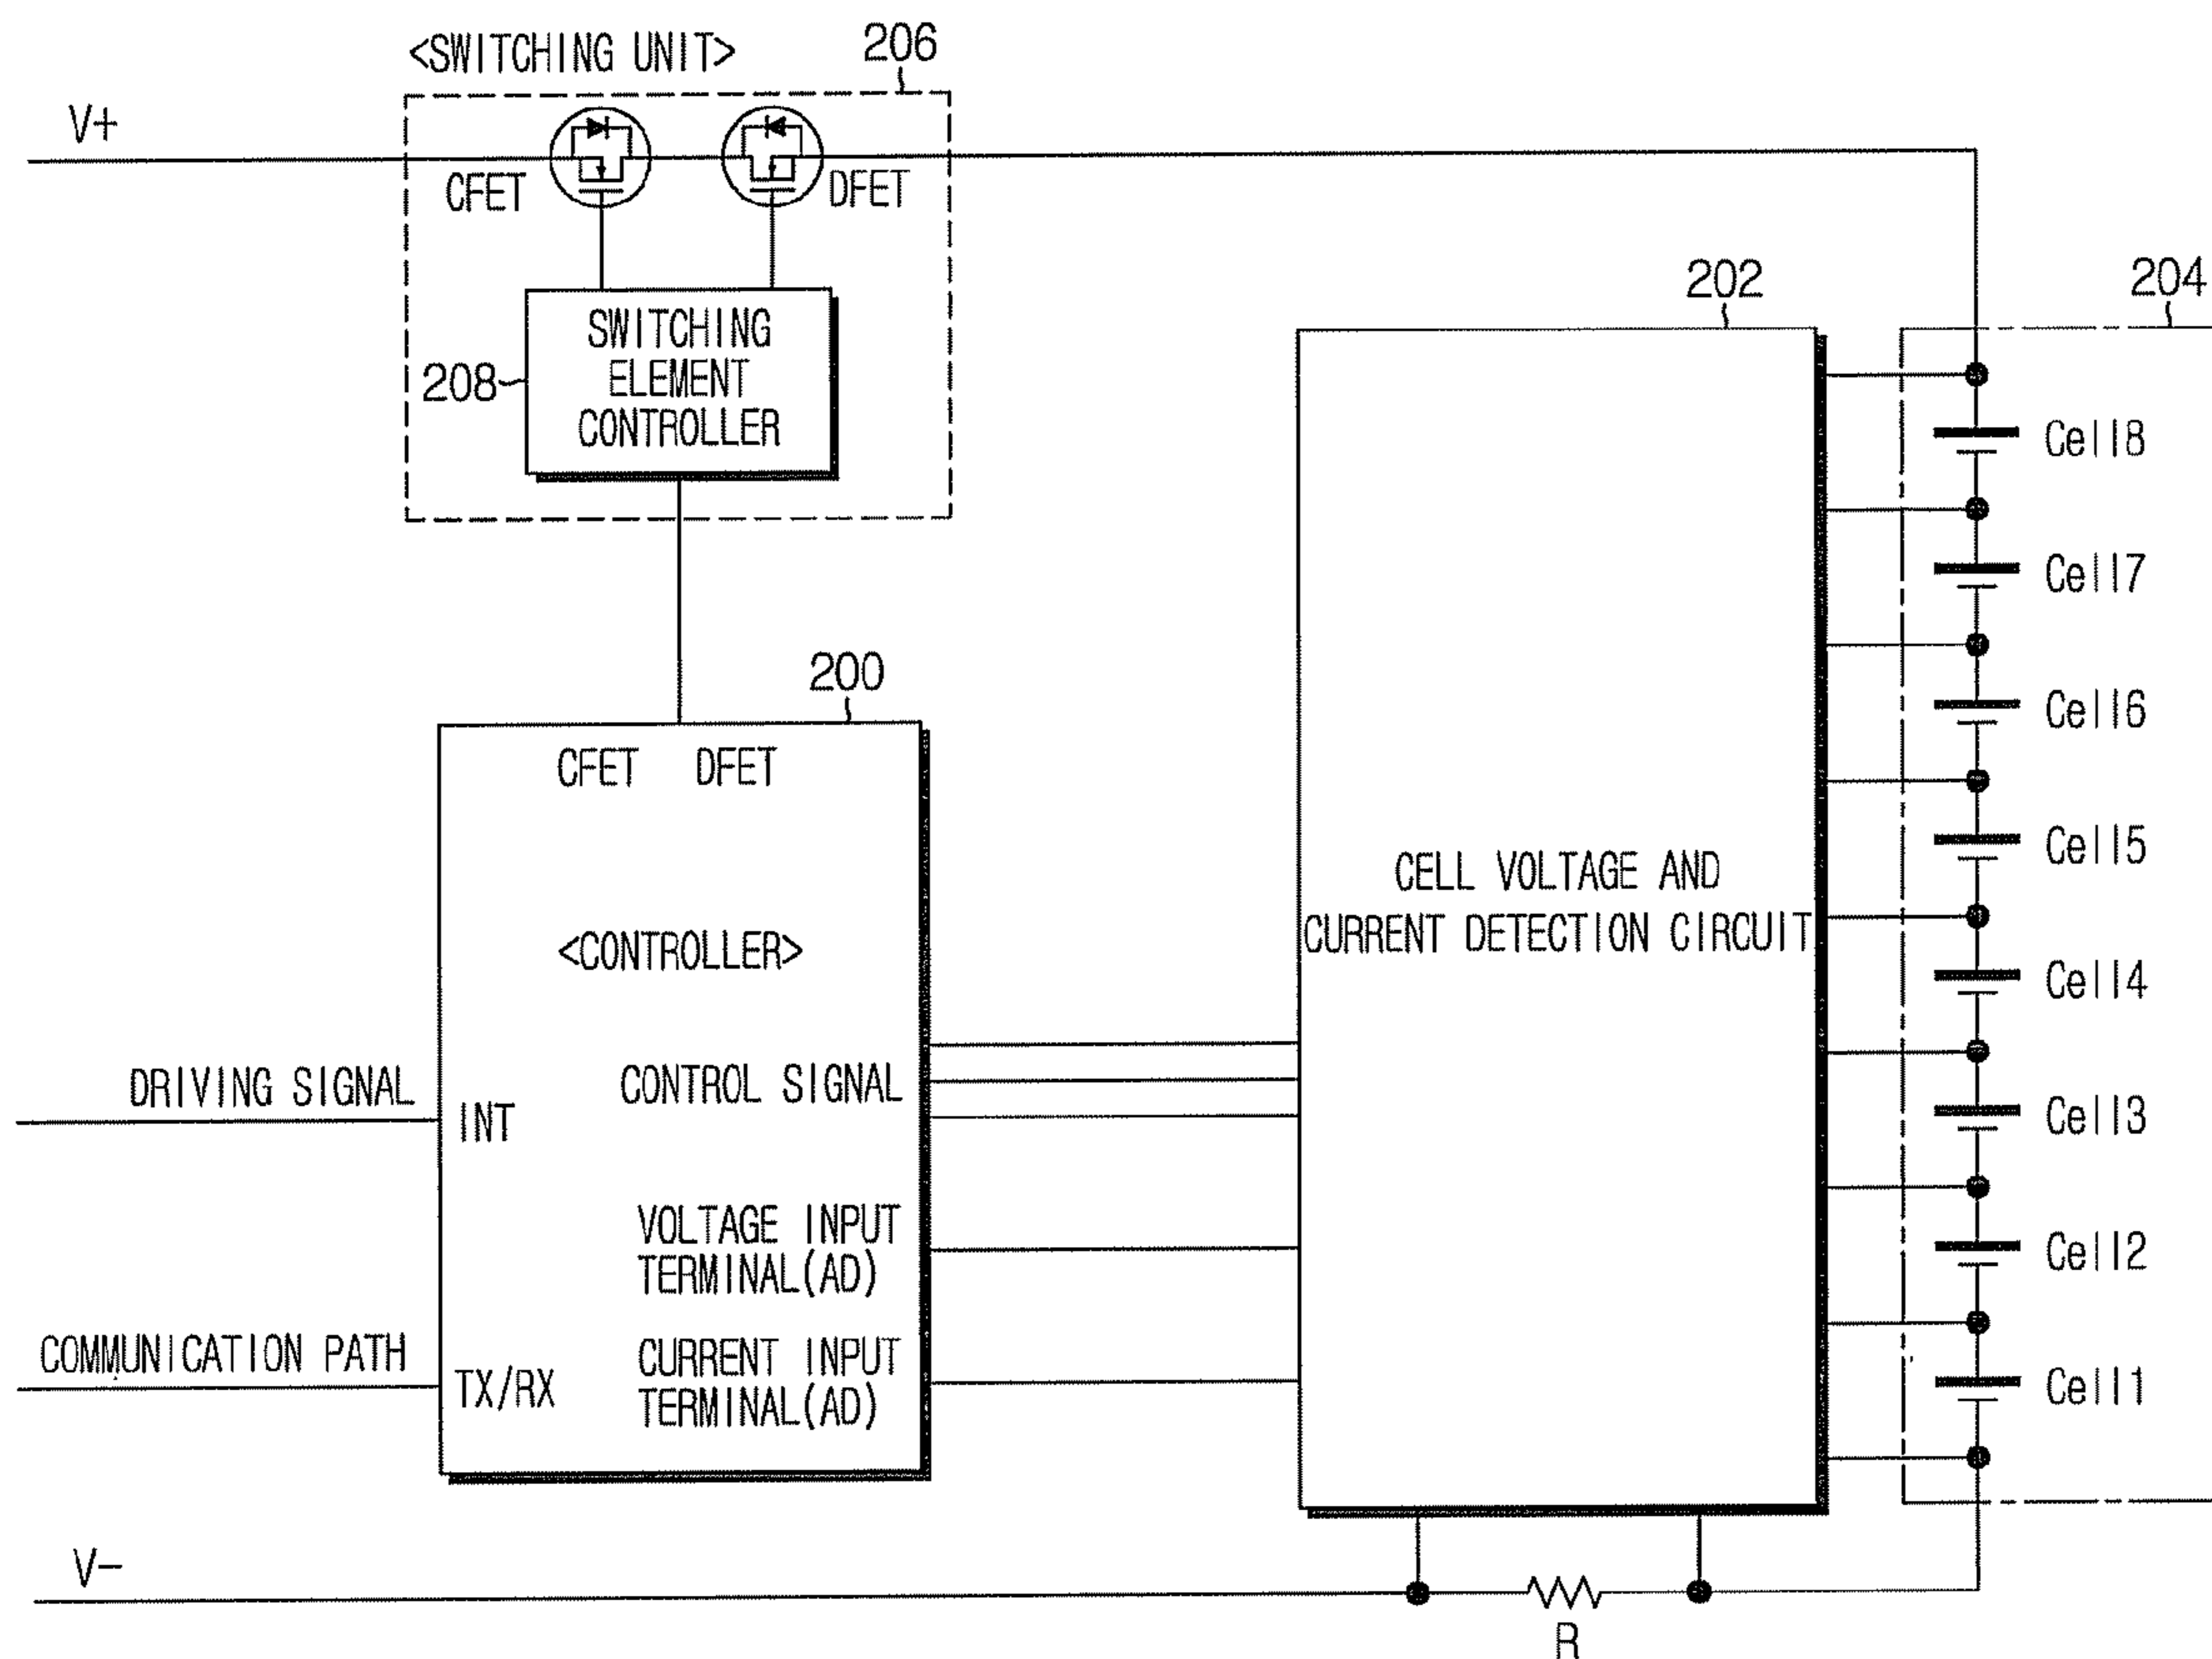 <SWITCHING UNIT>
206
V+
CFET
DFET
SWITCHING
ELEMENT
CONTROLLER
208
202
204
200
CFET DFET
<CONTROLLER>
DRIVING SIGNAL
INT
CONTROL SIGNAL
VOLTAGE INPUT
TERMINAL(AD)
COMMUNICATION PATH
TX/RX
CURRENT INPUT
TERMINAL(AD)
CELL VOLTAGE AND
CURRENT DETECTION CIRCUIT
Cell8
Cell7
Cell6
Cell5
Cell4
Cell3
Cell2
Cell1
V-
R